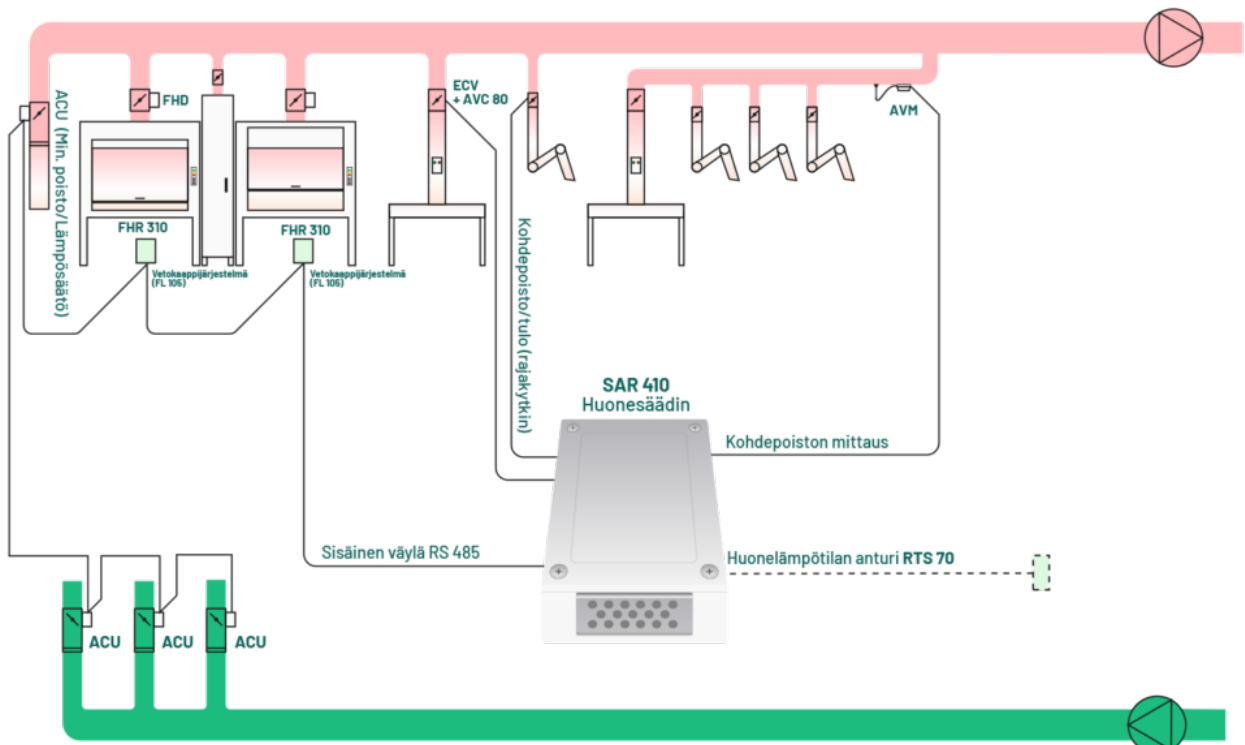 ACU (Min. poisto/Lämpösäätö)
FHD
ECV
+ AVC 80
AVM
FHR 310
Vetokaappijärjestelmä
(FL 105)
FHR 310
Vetokaappijärjestelmä
(FL 105)
Kohdepoisto/tulo (rajakytkin)
SAR 410
Huonesäädin
Kohdepoiston mittaus
Sisäinen väylä RS 485
Huonelämpötilan anturi RTS 70
ACU
ACU
ACU